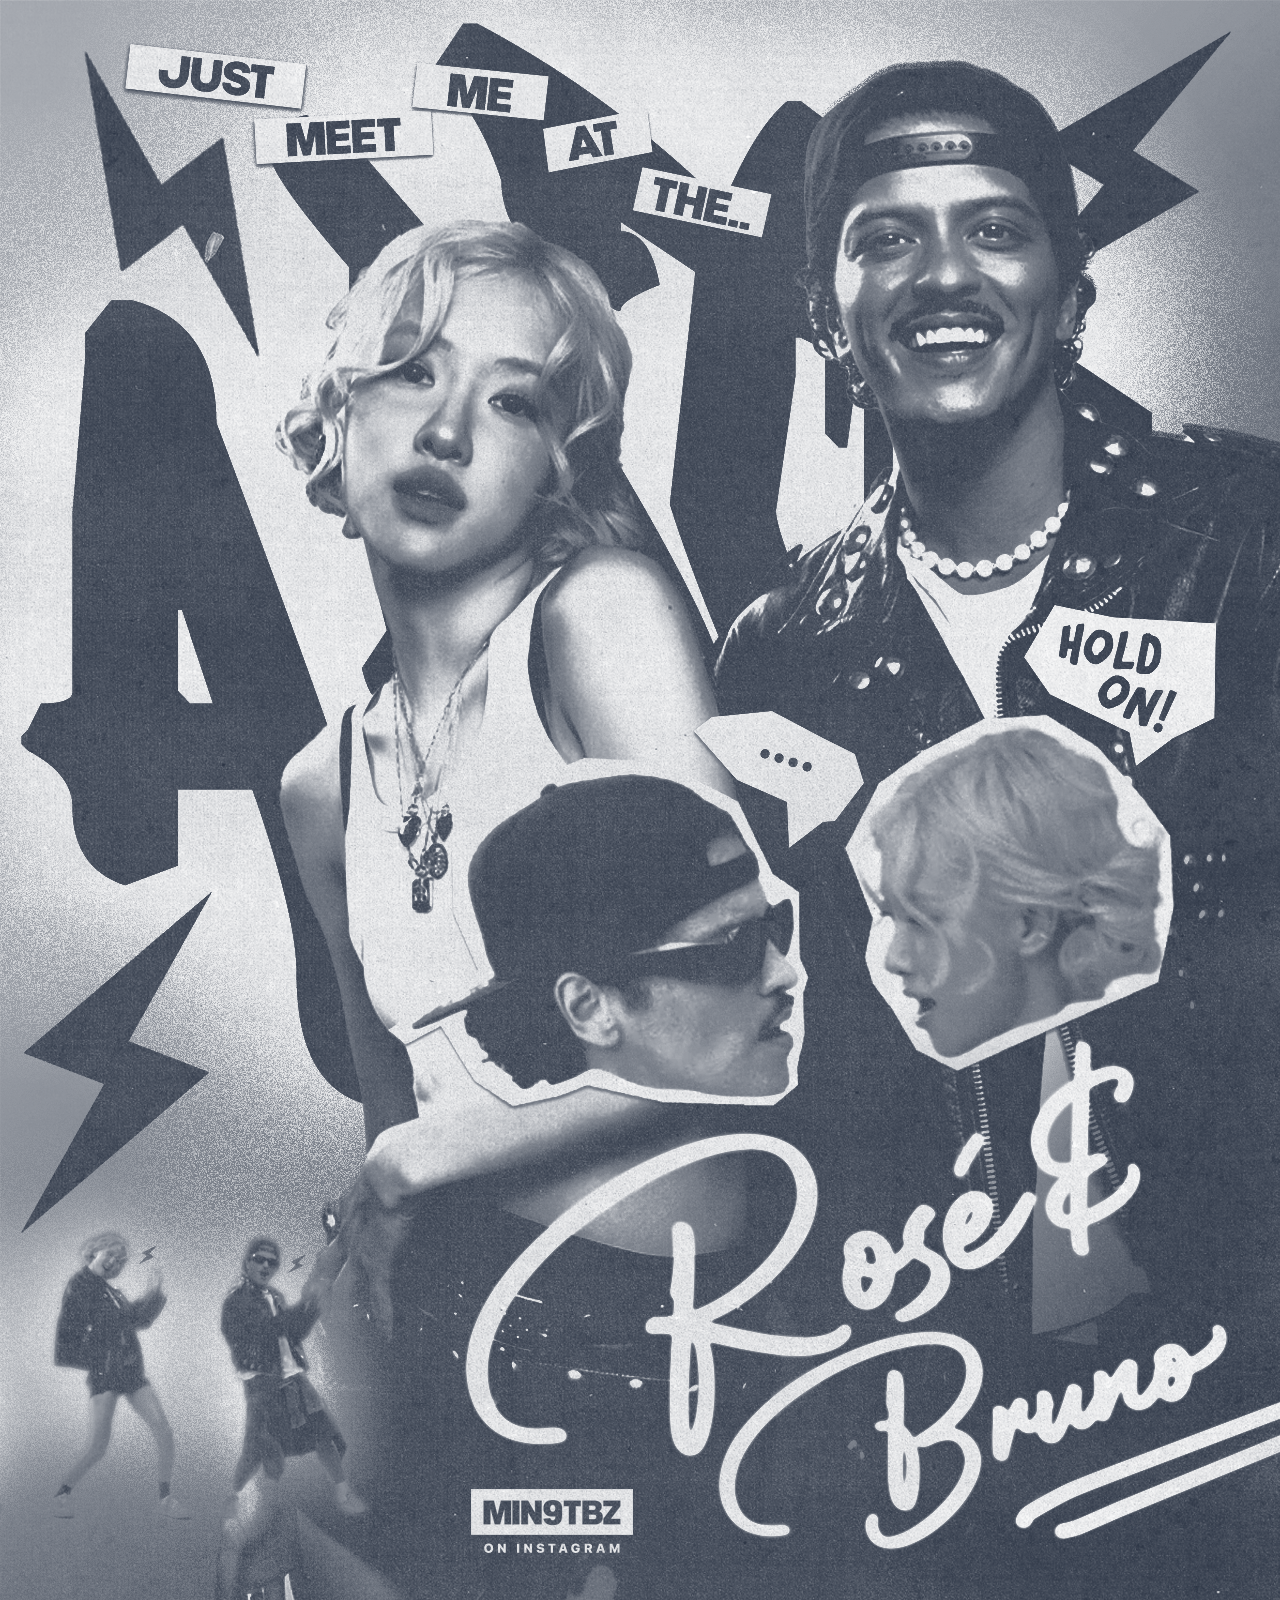 JUST
MEET
ME
AT
THE..
HOLD
ON!
....
Rosé &
Bruno
MIN9TBZ
ON INSTAGRAM